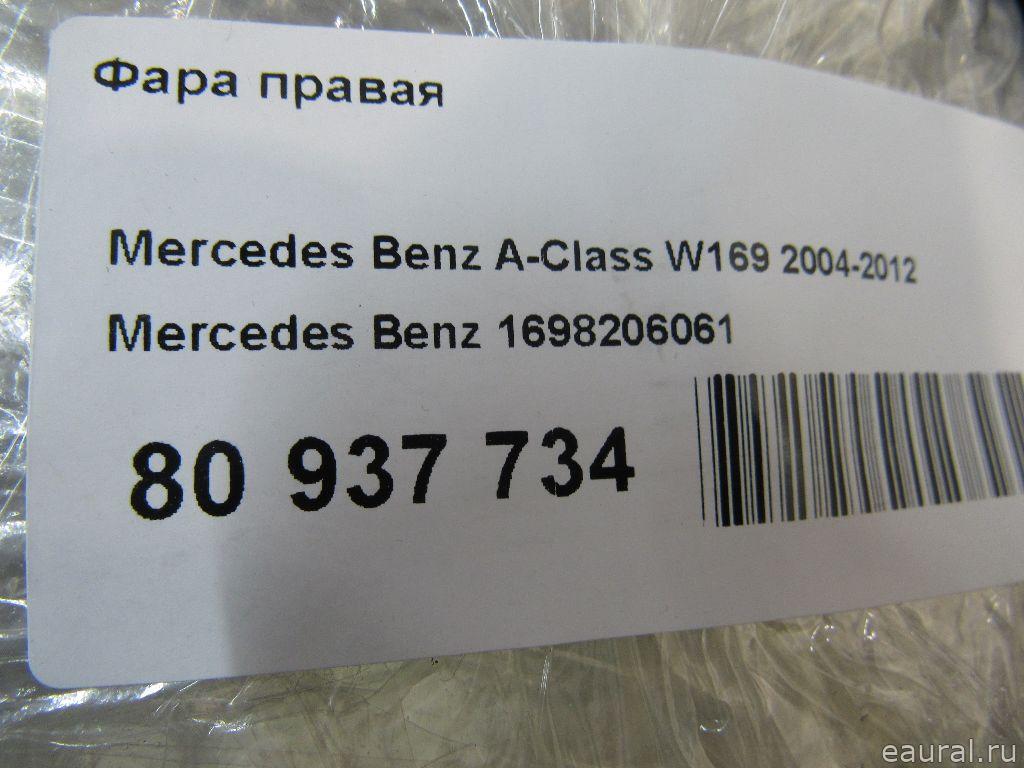 Фара правая
Mercedes Benz A-Class W169 2004-2012
Mercedes Benz 1698206061
80 937 734
eaural.ru